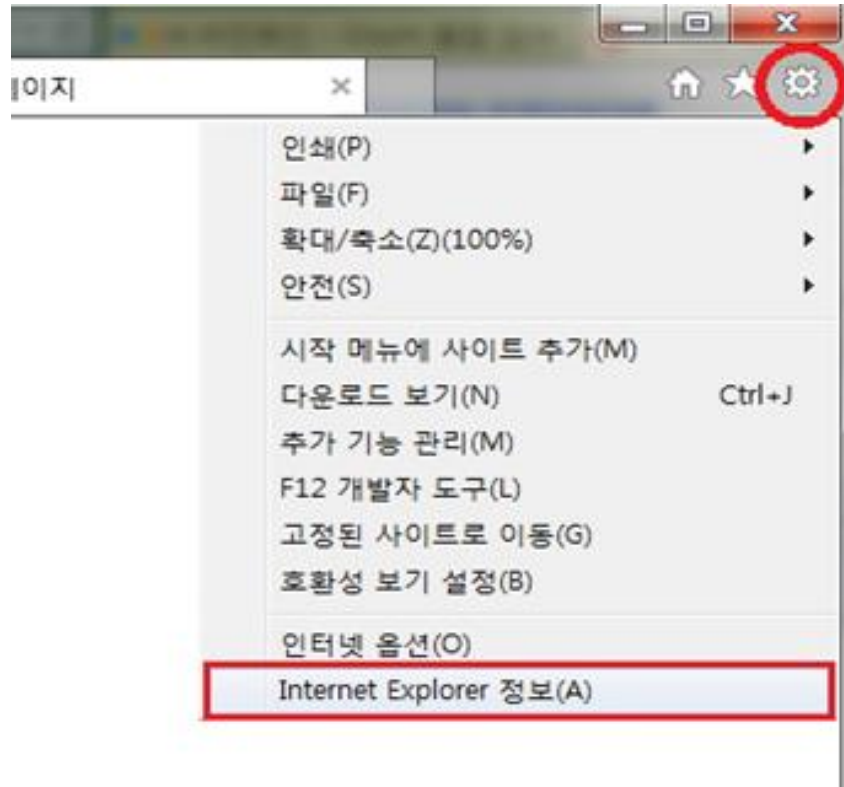 이지
인쇄(P)
파일(F)
확대/축소(Z)(100%)
안전(S)
시작 메뉴에 사이트 추가(M)
다운로드 보기(N) Ctrl+J
추가 기능 관리(M)
F12 개발자 도구(L)
고정된 사이트로 이동(G)
호환성 보기 설정(B)
인터넷 옵션(O)
Internet Explorer 정보(A)